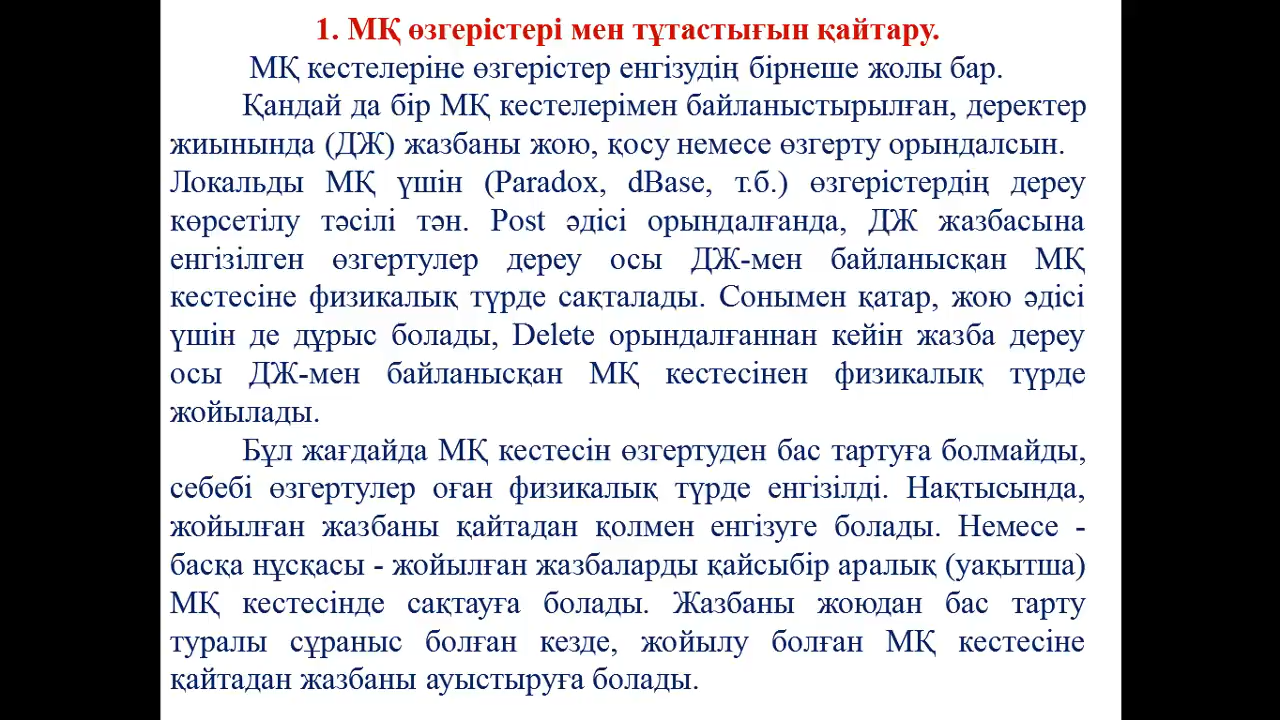 1. МҚ өзгерістері мен тұтастығын қайтару.
МҚ кестелеріне өзгерістер енгізудің бірнеше жолы бар.
Қандай да бір МҚ кестелерімен байланыстырылған, деректер
жиынында (ДЖ) жазбаны жою, қосу немесе өзгерту орындалсын.
Локальды МҚ үшін (Paradox, dBase, т.б.) өзгерістердің дереу
көрсетілу тәсілі тән. Post әдісі орындалғанда, ДЖ жазбасына
енгізілген өзгертулер дереу осы ДЖ-мен байланысқан МҚ
кестесіне физикалық түрде сақталады. Сонымен қатар, жою әдісі
үшін де дұрыс болады, Delete орындалғаннан кейін жазба дереу
осы ДЖ-мен байланысқан МҚ кестесінен физикалық түрде
жойылады.
Бұл жағдайда МҚ кестесін өзгертуден бас тартуға болмайды,
себебі өзгертулер оған физикалық түрде енгізілді. Нақтысында,
жойылған жазбаны қайтадан қолмен енгізуге болады. Немесе -
басқа нұсқасы - жойылған жазбаларды қайсыбір аралық (уақытша)
МҚ кестесінде сақтауға болады. Жазбаны жоюдан бас тарту
туралы сұраныс болған кезде, жойылу болған МҚ кестесіне
қайтадан жазбаны ауыстыруға болады.